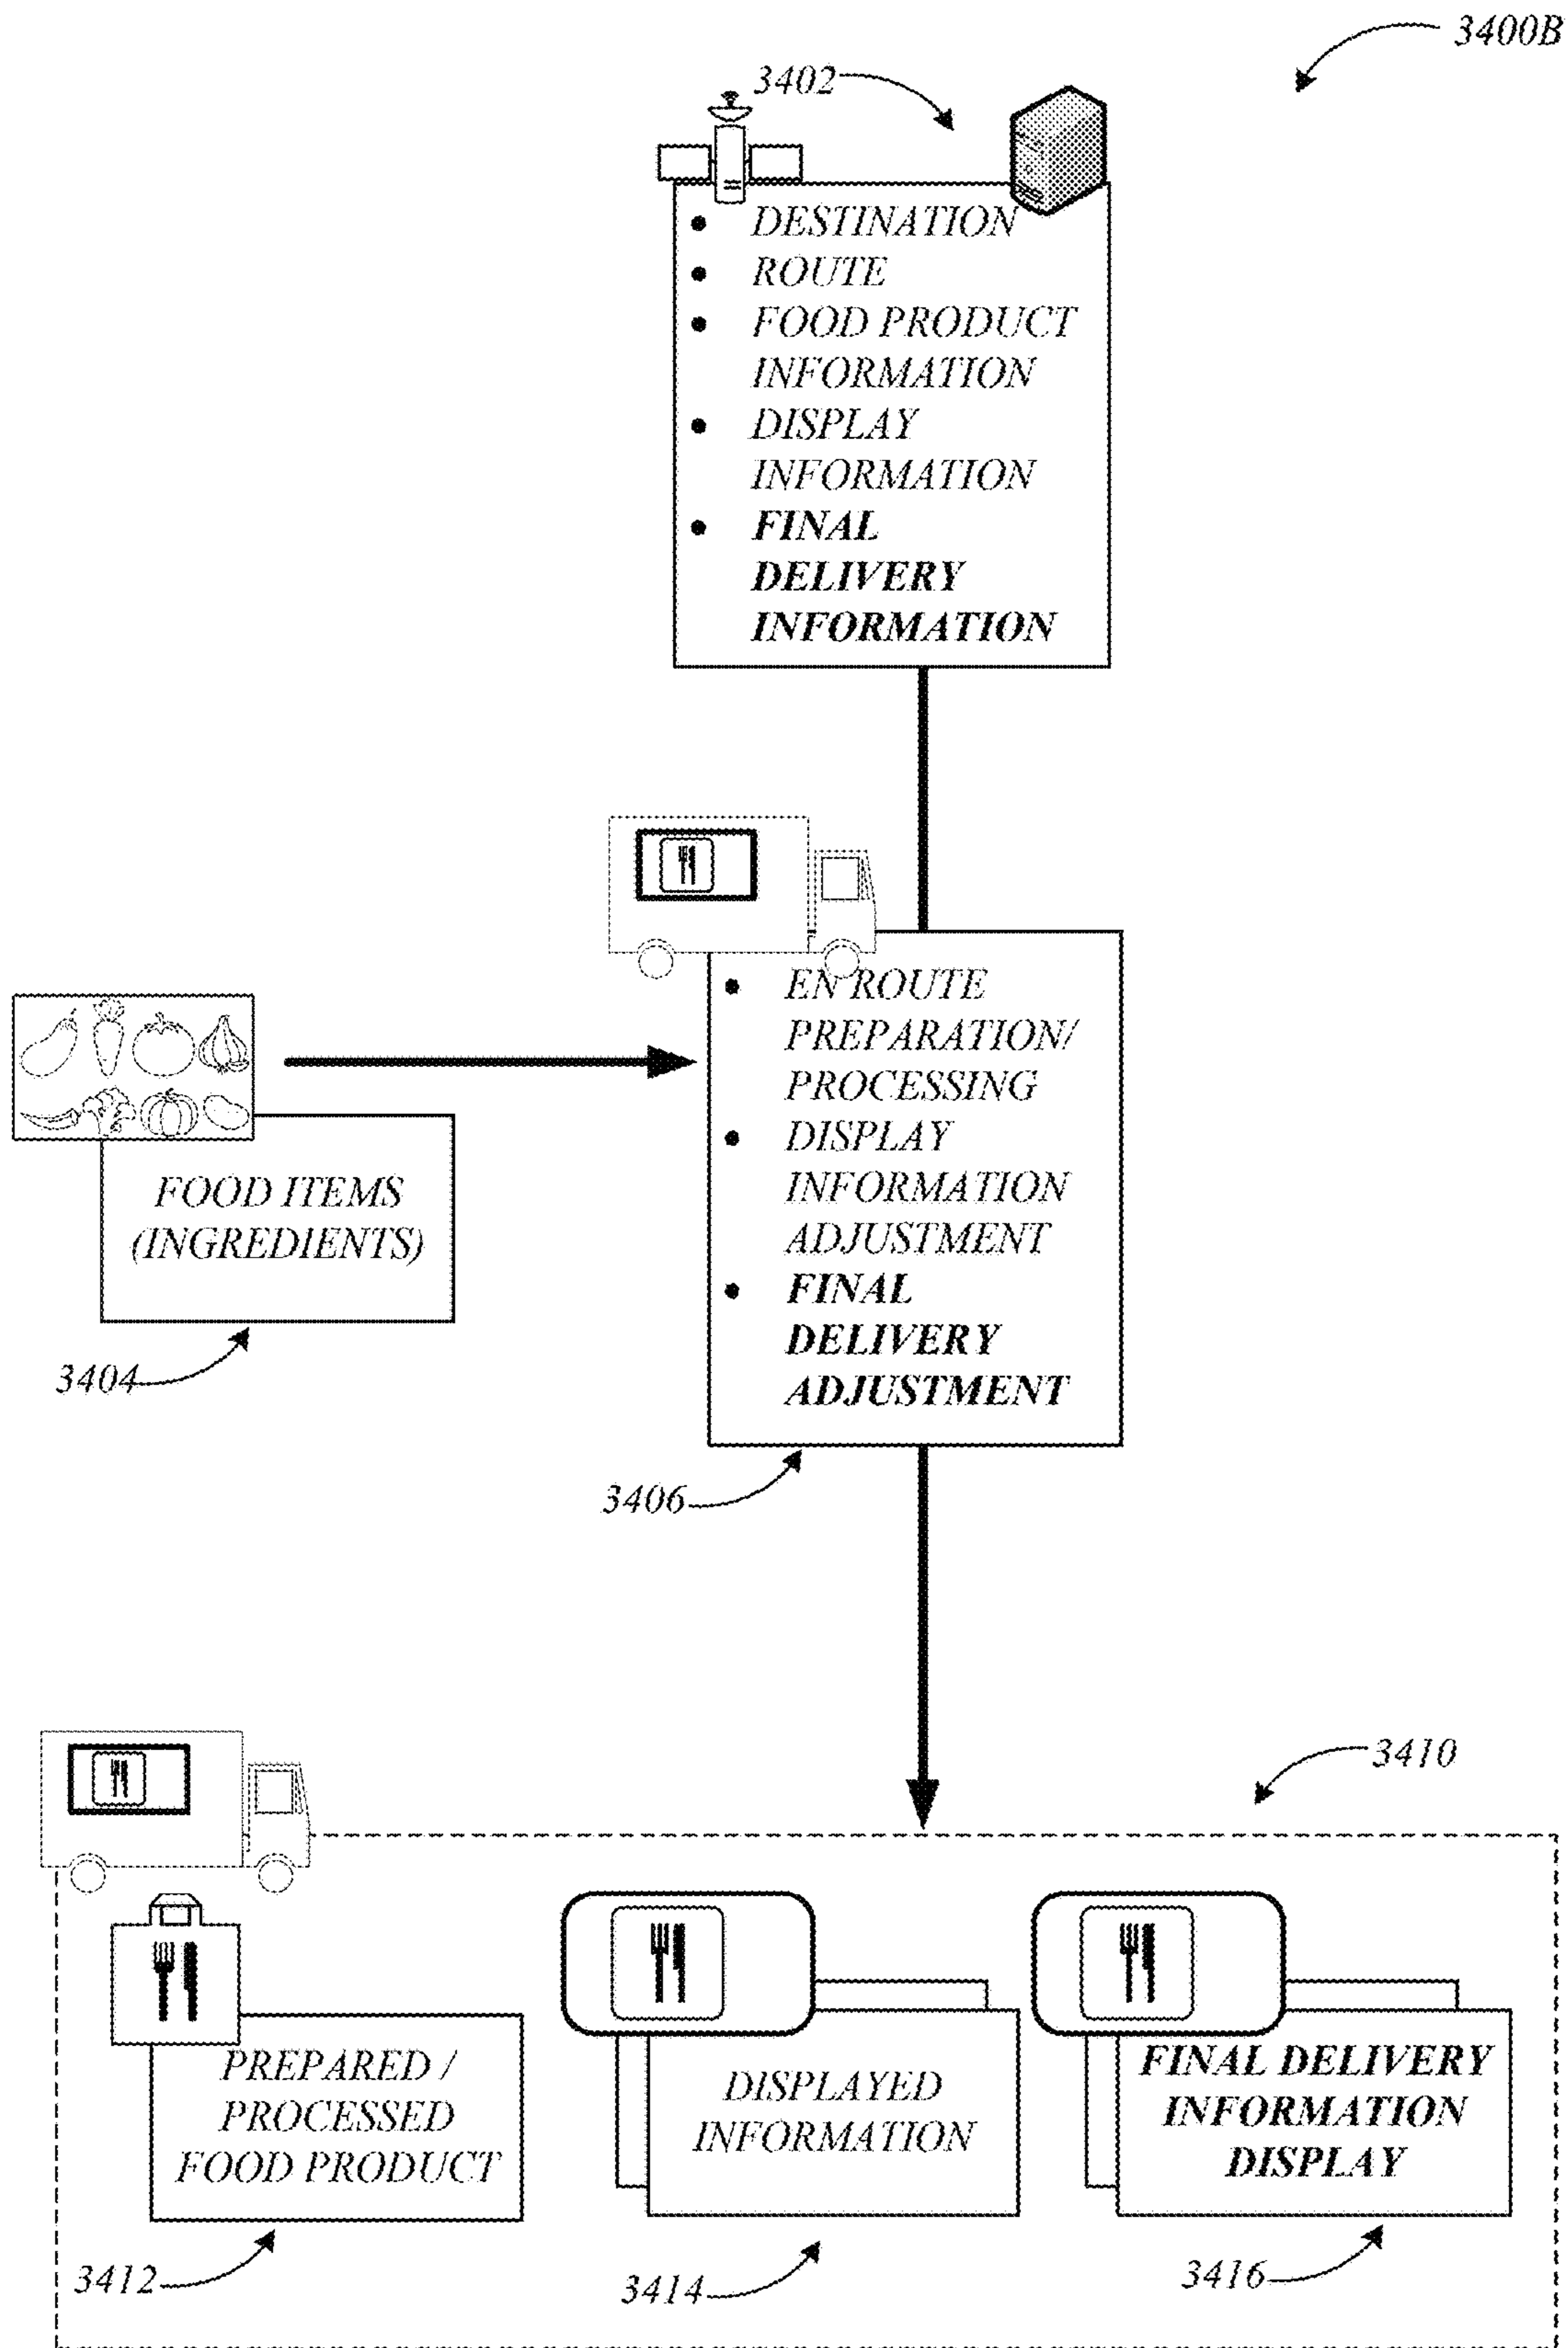 3400B
3402
• DESTINATION
• ROUTE
• FOOD PRODUCT
INFORMATION
• DISPLAY
INFORMATION
• FINAL
DELIVERY
INFORMATION
• EN ROUTE
PREPARATION/
PROCESSING
• DISPLAY
INFORMATION
ADJUSTMENT
• FINAL
DELIVERY
ADJUSTMENT
FOOD ITEMS
(INGREDIENTS)
3404
3406
3410
PREPARED /
PROCESSED
FOOD PRODUCT
DISPLAYED
INFORMATION
FINAL DELIVERY
INFORMATION
DISPLAY
3412
3414
3416